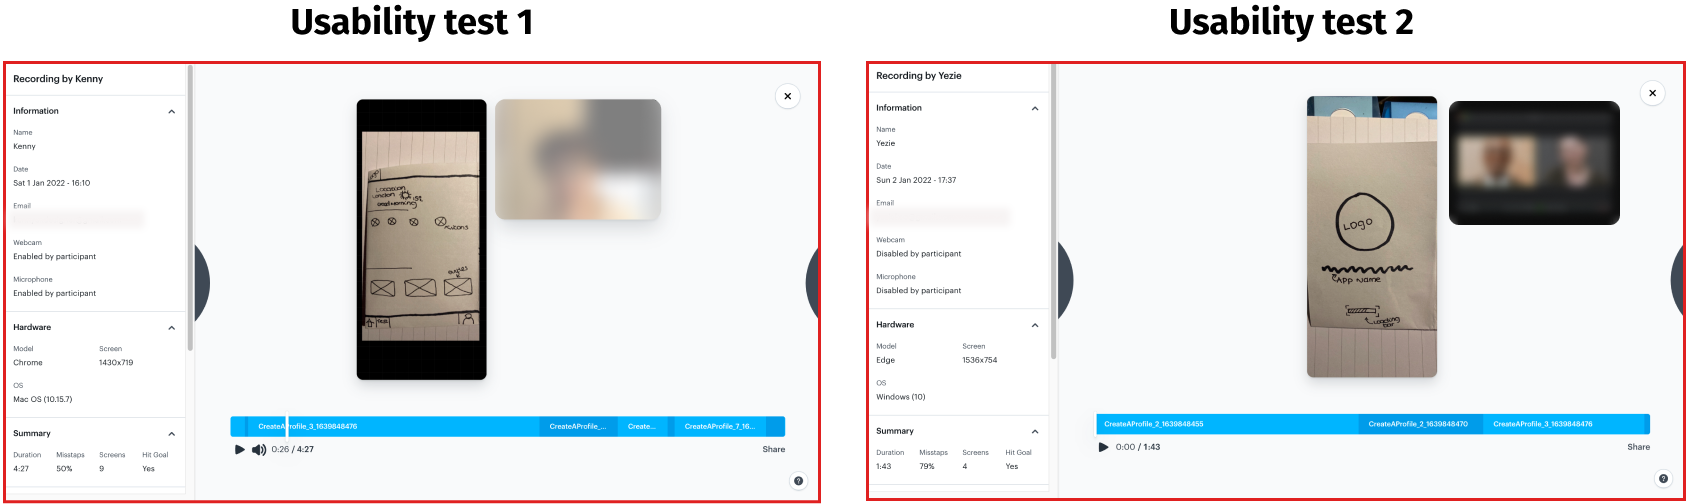 Usability test 1
Recording by Kenny
Information
Name
Kenny
Date
Sat 1 Jan 2022 - 16:10
Email
Webcam
Enabled by participant
Microphone
Enabled by participant
Hardware
Model Screen
Chrome 1430x719
OS
Mac OS (10.15.7)
Summary
Duration Misstaps Screens Hit Goal
4:27 50% 9 Yes
Location
London 15°
Good Morning
buttons
CreateAProfile_3_1639848476 CreateAProfile_... Create... CreateAProfile_7_16...
0:26 / 4:27 Share
Usability test 2
Recording by Yezie
Information
Name
Yezie
Date
Sun 2 Jan 2022 - 17:37
Email
Webcam
Disabled by participant
Microphone
Disabled by participant
Hardware
Model Screen
Edge 1536x754
OS
Windows (10)
Summary
Duration Misstaps Screens Hit Goal
1:43 79% 4 Yes
Logo
App Name
Loading
bar
CreateAProfile_2_1639848455 CreateAProfile_2_1639848470 CreateAProfile_3_1639848476
0:00 / 1:43 Share